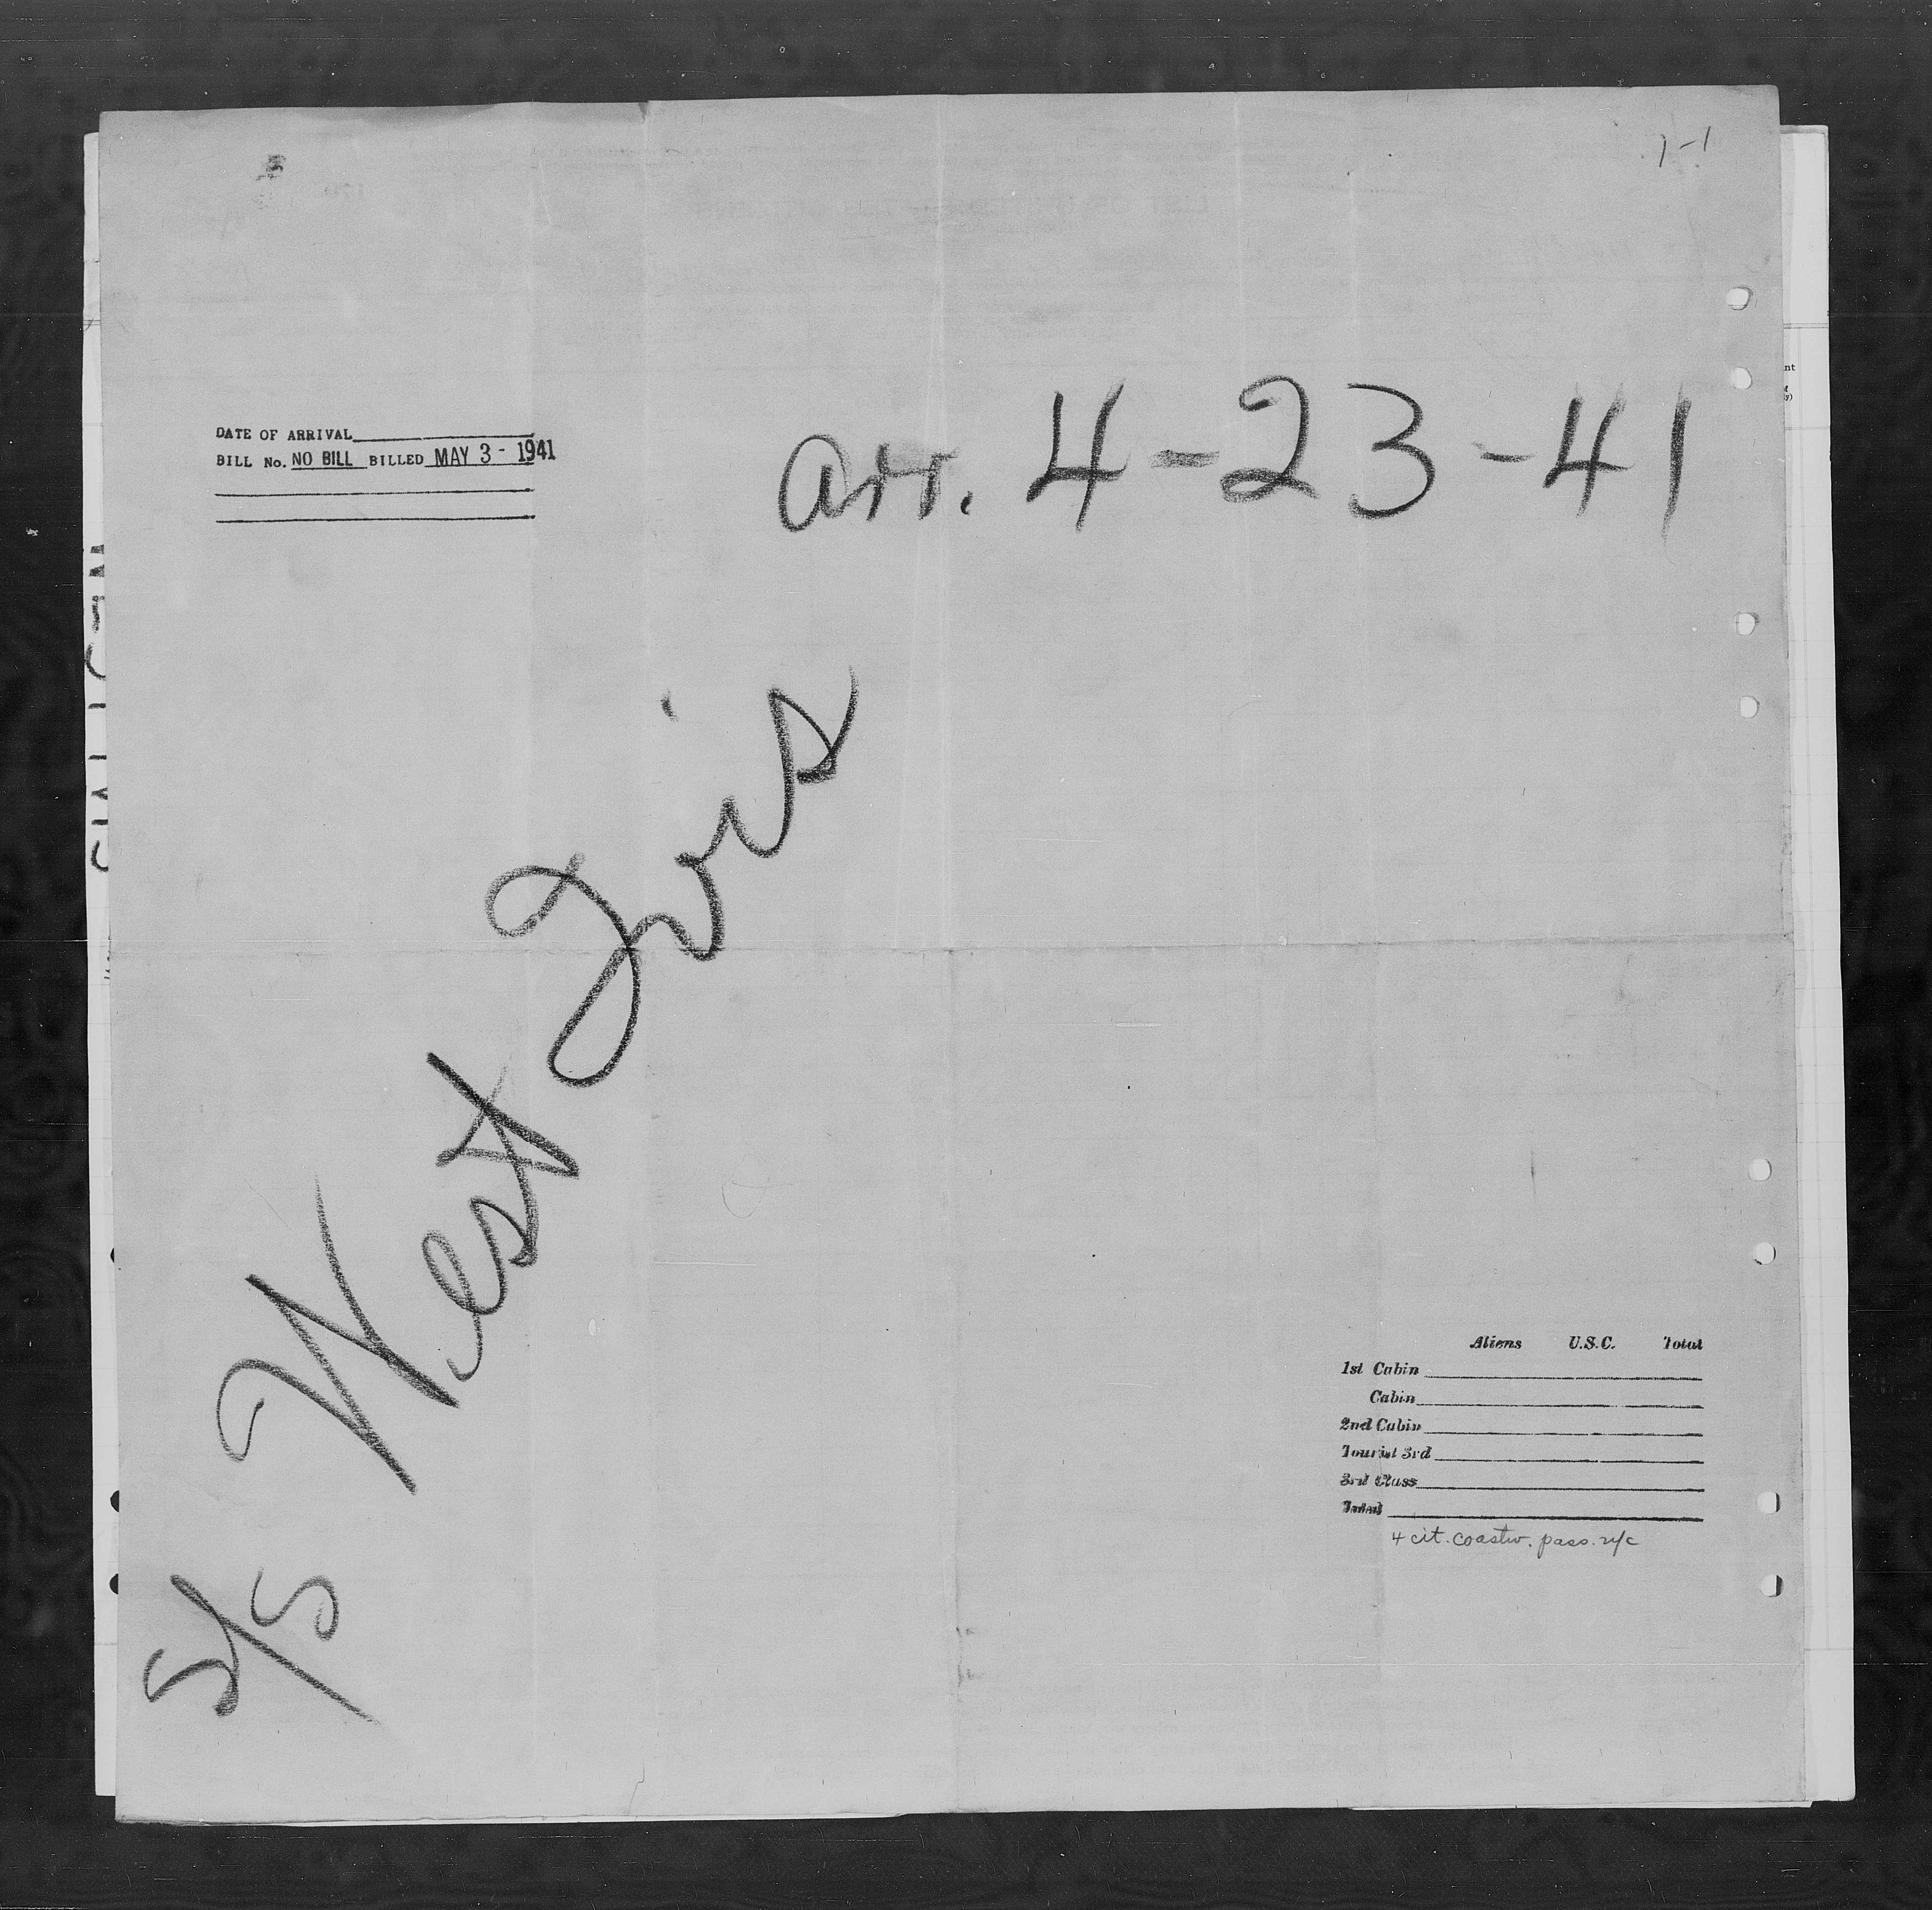 1-1
DATE OF ARRIVAL
BILL No. NO BILL BILLED MAY 3 - 1941
arr. 4-23-41
S/S West Ivis
Aliens U.S.C. Total
1st Cabin
Cabin
2nd Cabin
Tourist 3rd
3rd Class
Total
4 cit. coastw. pass. n/c